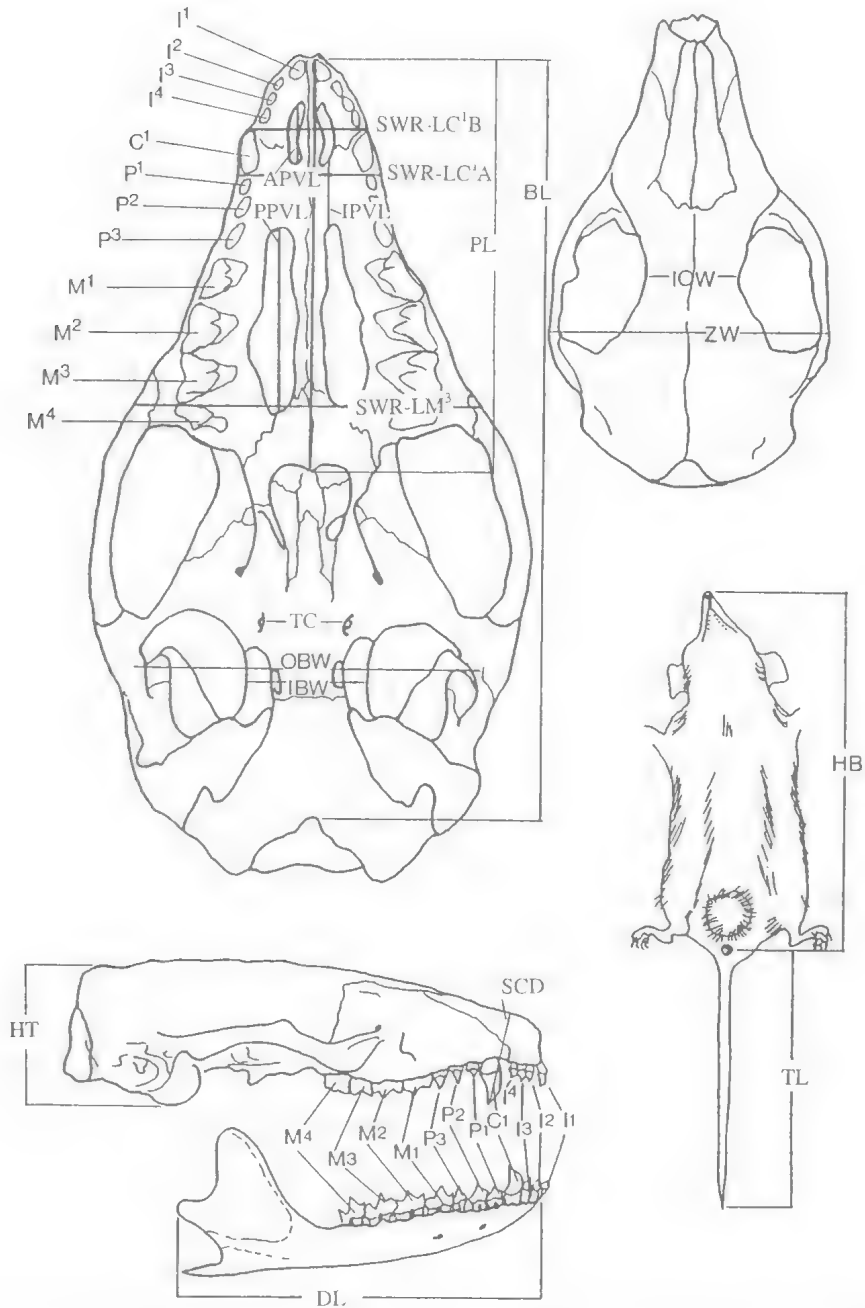 I¹
I²
I³
I⁴
C¹
P¹
P²
P³
M¹
M²
M³
M⁴
SWR-LC¹B
SWR-LC¹A
APVL
PPVL
IPVL
PL
BL
SWR-LM³
TC
OBW
IBW
IOW
ZW
HB
TL
HT
SCD
M4
M3
M2
M1
P3
P2
P1
C1
I4
I3
I2
I1
DL